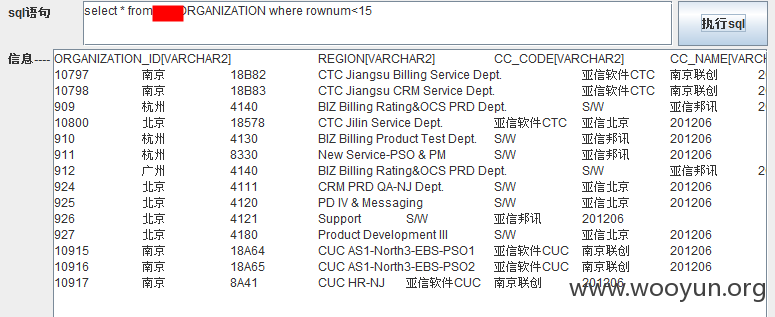 sql语句 select * from ORGANIZATION where rownum<15 执行sql
信息----
ORGANIZATION_ID[VARCHAR2] REGION[VARCHAR2] CC_CODE[VARCHAR2] CC_NAME[VARCH
10797 南京 18B82 CTC Jiangsu Billing Service Dept. 亚信软件CTC 南京联创 2
10798 南京 18B83 CTC Jiangsu CRM Service Dept. 亚信软件CTC 南京联创 2
909 杭州 4140 BIZ Billing Rating&OCS PRD Dept. S/W 亚信邦讯 2
10800 北京 18578 CTC Jilin Service Dept. 亚信软件CTC 亚信北京 201206
910 杭州 4130 BIZ Billing Product Test Dept. S/W 亚信邦讯 201206
911 杭州 8330 New Service-PSO & PM S/W 亚信邦讯 201206
912 广州 4140 BIZ Billing Rating&OCS PRD Dept. S/W 亚信邦讯 2
924 北京 4111 CRM PRD QA-NJ Dept. S/W 亚信北京 201206
925 北京 4120 PD IV & Messaging S/W 亚信北京 201206
926 北京 4121 Support S/W 亚信邦讯 201206
927 北京 4180 Product Development III S/W 亚信北京 201206
10915 南京 18A64 CUC AS1-North3-EBS-PSO1 亚信软件CUC 南京联创 201206
10916 南京 18A65 CUC AS1-North3-EBS-PSO2 亚信软件CUC 南京联创 201206
10917 南京 8A41 CUC HR-NJ 亚信软件CUC 南京联创 201206
www.wooyun.org